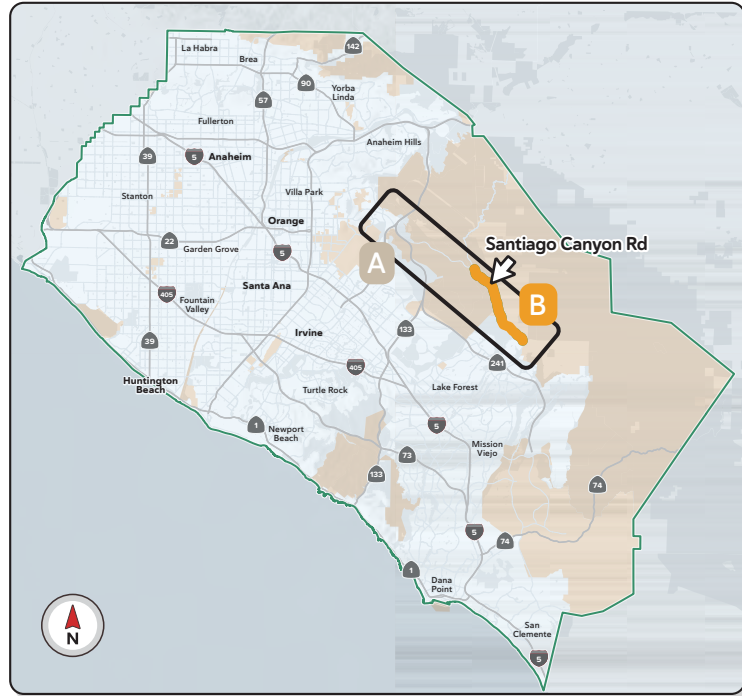 142
La Habra
Brea
90
Yorba
Linda
57
Fullerton
Anaheim Hills
39
5
Anaheim
Stanton
Villa Park
Orange
22
Garden Grove
5
Santiago Canyon Rd
A
Santa Ana
405
Fountain
Valley
B
133
Irvine
39
241
405
Huntington
Beach
Turtle Rock
Lake Forest
1
Newport
Beach
5
Mission
Viejo
73
133
74
5
74
1
Dana
Point
N
San
Clemente
5